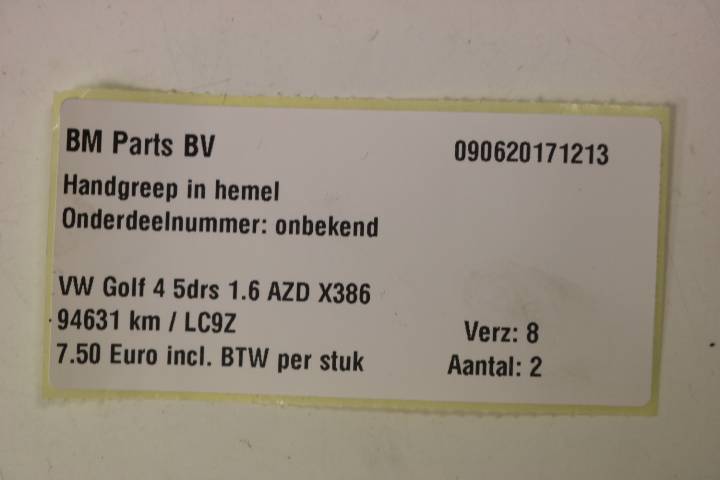 BM Parts BV 090620171213
Handgreep in hemel
Onderdeelnummer: onbekend
VW Golf 4 5drs 1.6 AZD X386
94631 km / LC9Z Verz: 8
7.50 Euro incl. BTW per stuk Aantal: 2